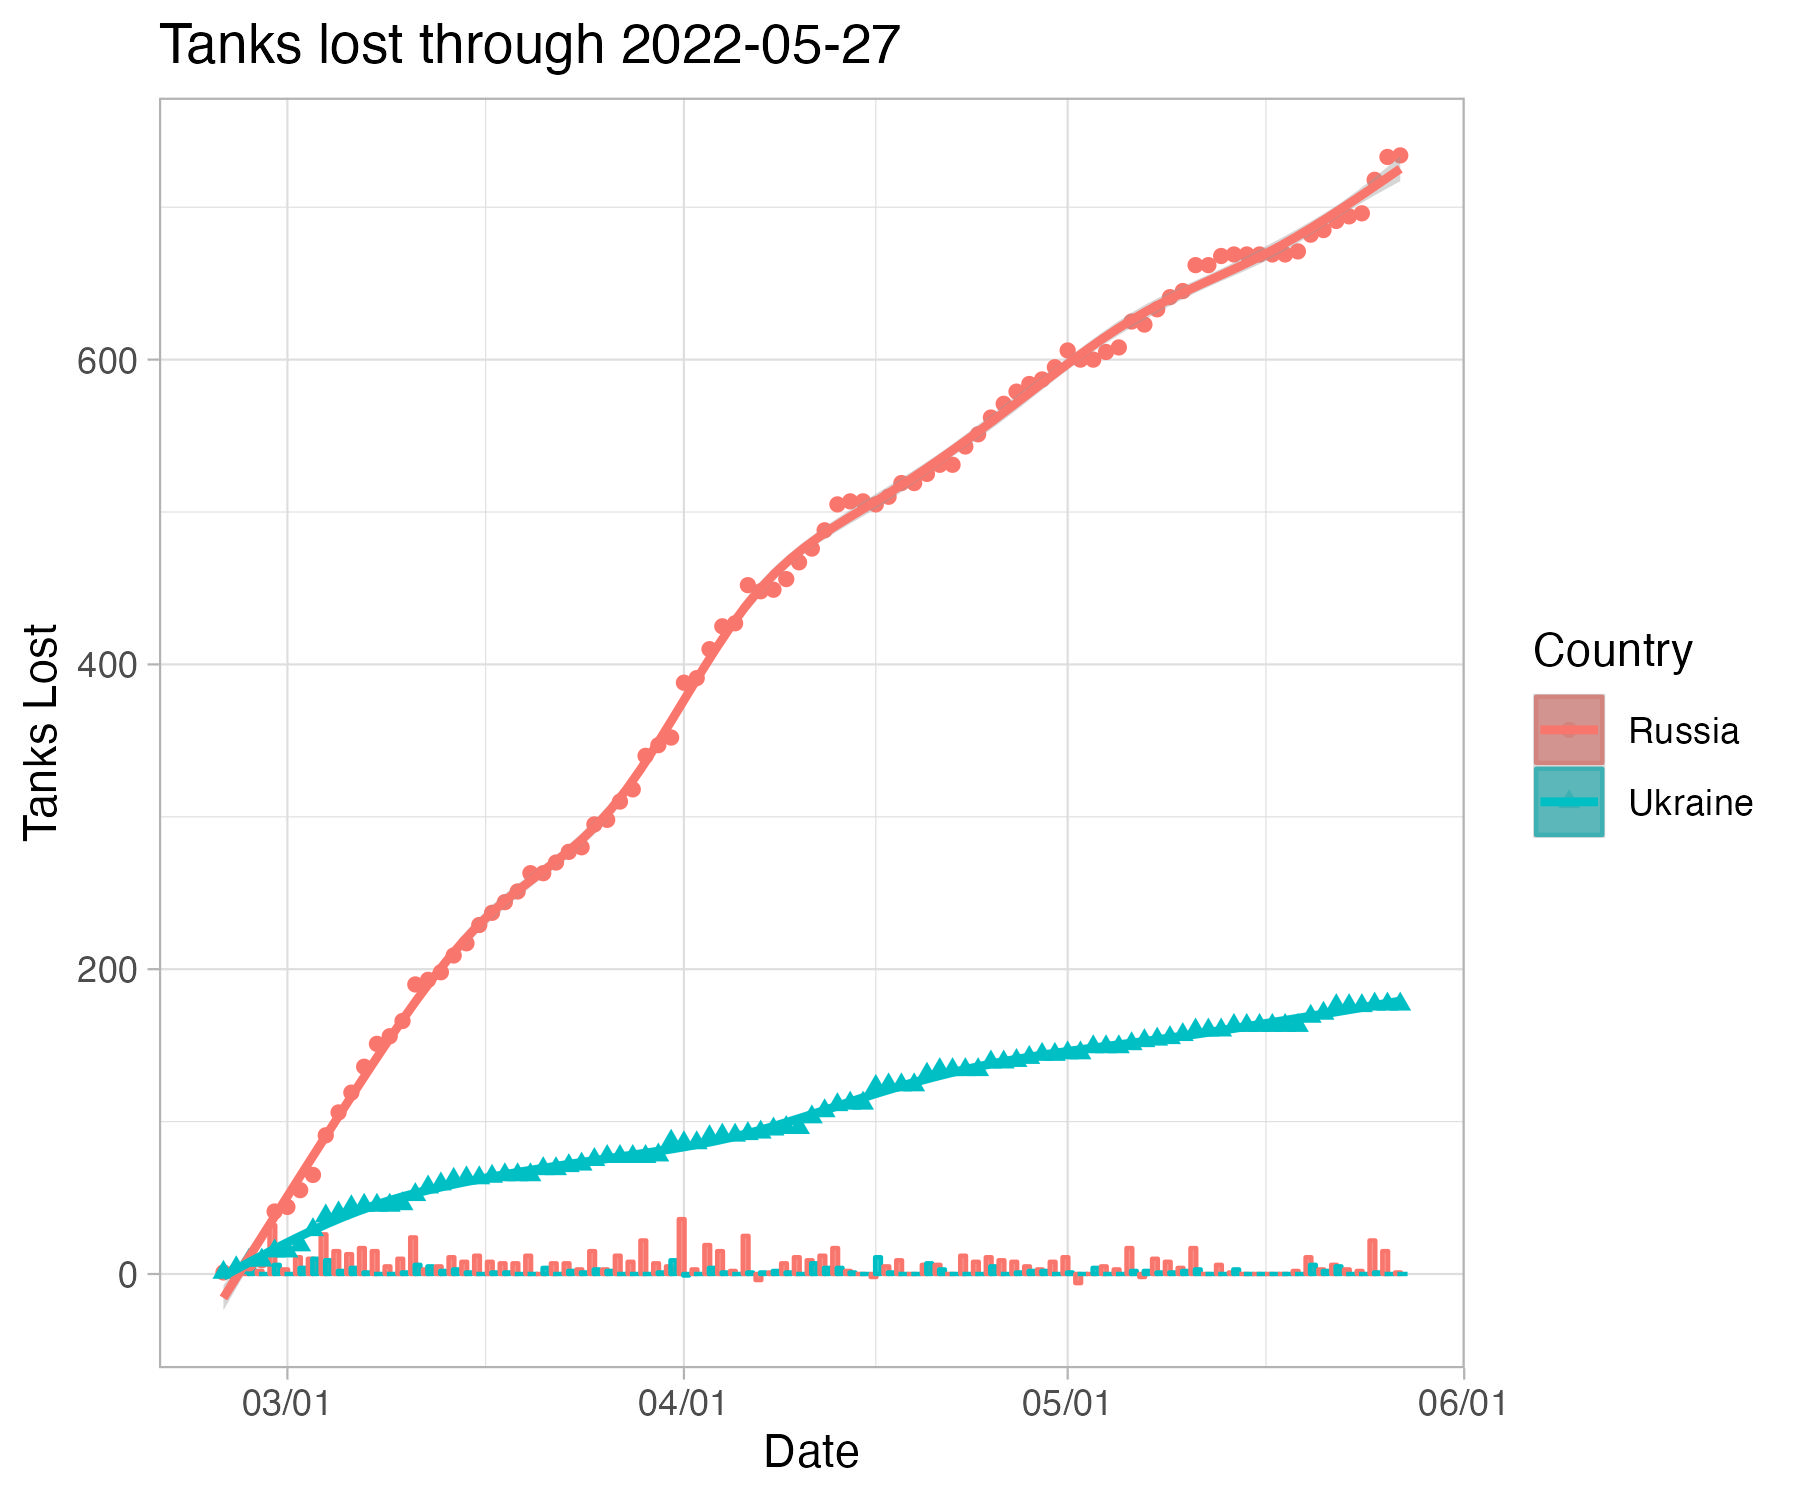 Tanks lost through 2022-05-27
Tanks Lost
600
400
200
0
03/01
04/01
05/01
06/01
Date
Country
Russia
Ukraine